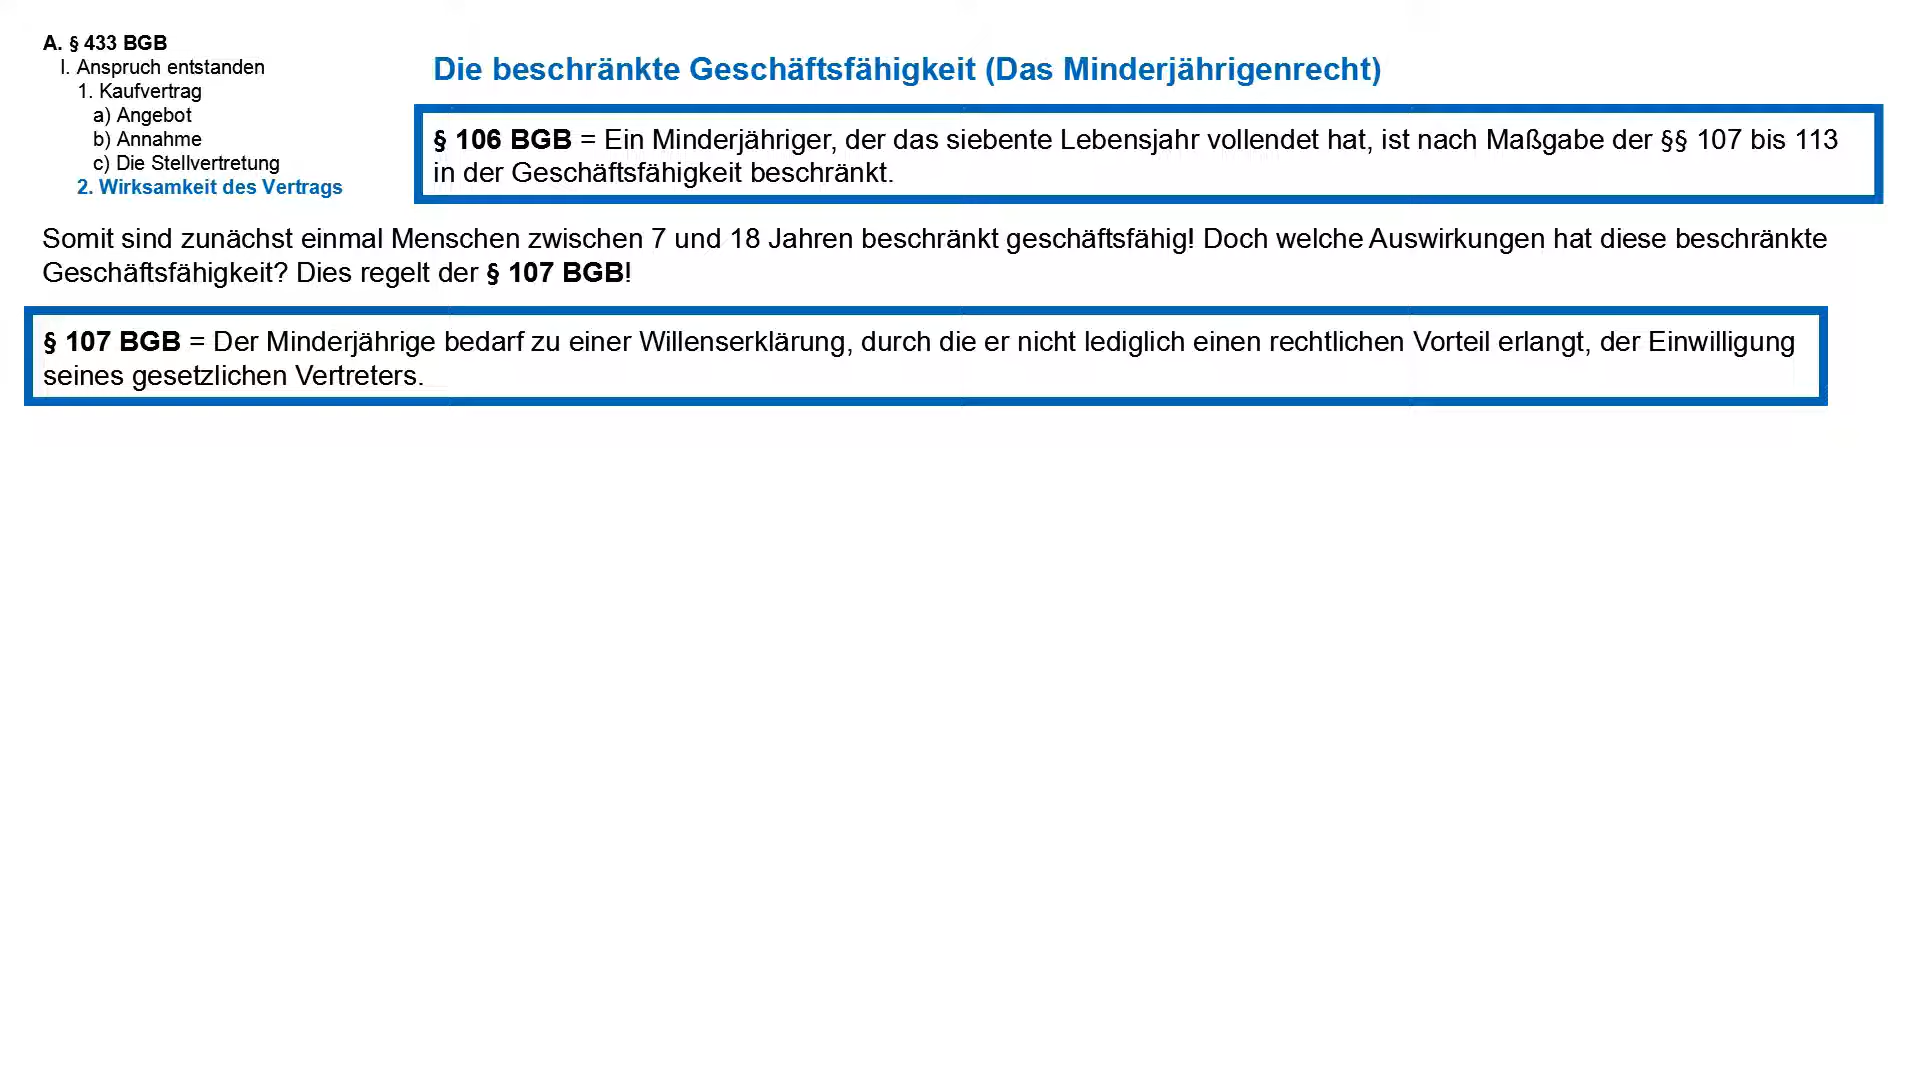 A. § 433 BGB
I. Anspruch entstanden
1. Kaufvertrag
a) Angebot
b) Annahme
c) Die Stellvertretung
2. Wirksamkeit des Vertrags
Die beschränkte Geschäftsfähigkeit (Das Minderjährigenrecht)
§ 106 BGB = Ein Minderjähriger, der das siebente Lebensjahr vollendet hat, ist nach Maßgabe der §§ 107 bis 113
in der Geschäftsfähigkeit beschränkt.
Somit sind zunächst einmal Menschen zwischen 7 und 18 Jahren beschränkt geschäftsfähig! Doch welche Auswirkungen hat diese beschränkte
Geschäftsfähigkeit? Dies regelt der § 107 BGB!
§ 107 BGB = Der Minderjährige bedarf zu einer Willenserklärung, durch die er nicht lediglich einen rechtlichen Vorteil erlangt, der Einwilligung
seines gesetzlichen Vertreters.